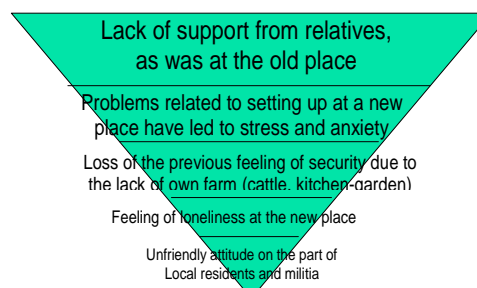 Lack of support from relatives,
as was at the old place
Problems related to setting up at a new
place have led to stress and anxiety
Loss of the previous feeling of security due to
the lack of own farm (cattle, kitchen-garden)
Feeling of loneliness at the new place
Unfriendly attitude on the part of
Local residents and militia